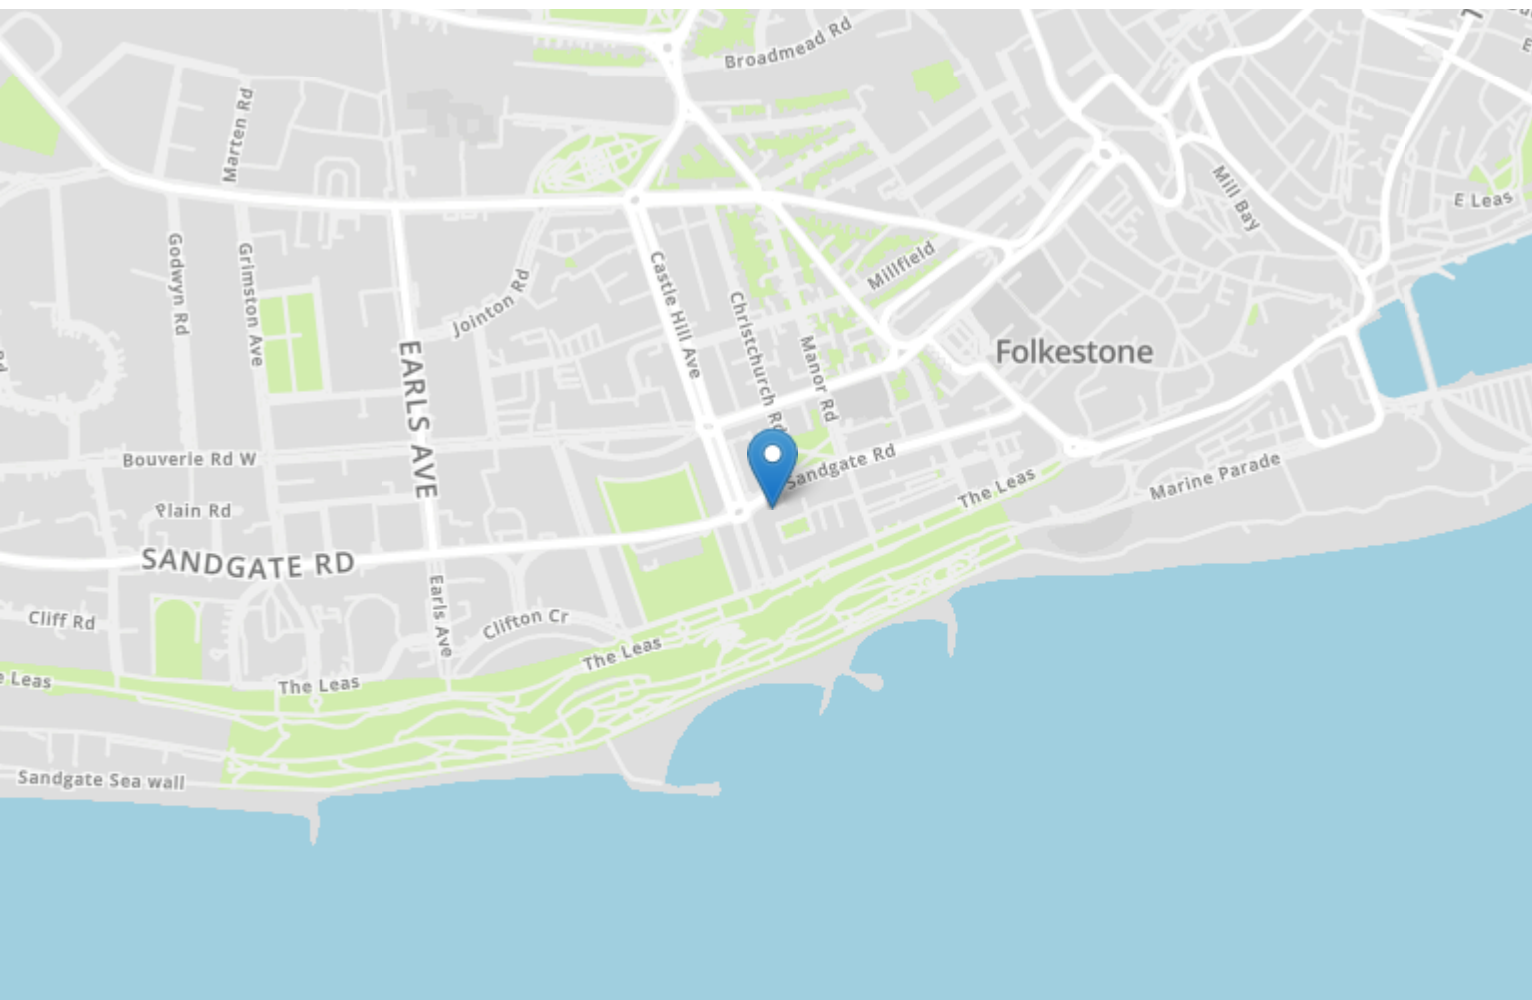 Broadmead Rd
Marten Rd
Mill Bay
E Leas
Godwyn Rd
Grimston Ave
Jointon Rd
Castle Hill Ave
Millfield
Christchurch Rd
Manor Rd
Folkestone
EARLS AVE
Bouverie Rd W
Sandgate Rd
The Leas
Marine Parade
Plain Rd
SANDGATE RD
Earls Ave
Cliff Rd
Clifton Cr
The Leas
e Leas
The Leas
Sandgate Sea wall